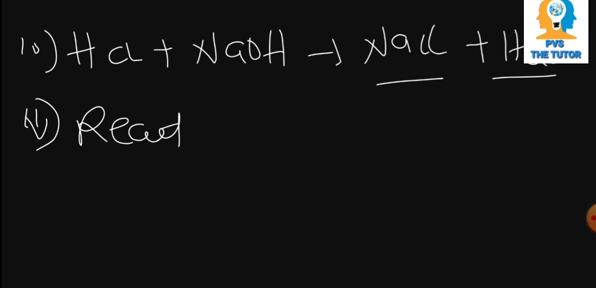 10) HCl + NaOH → NaCl +
PVS
THE TUTOR
11) Read